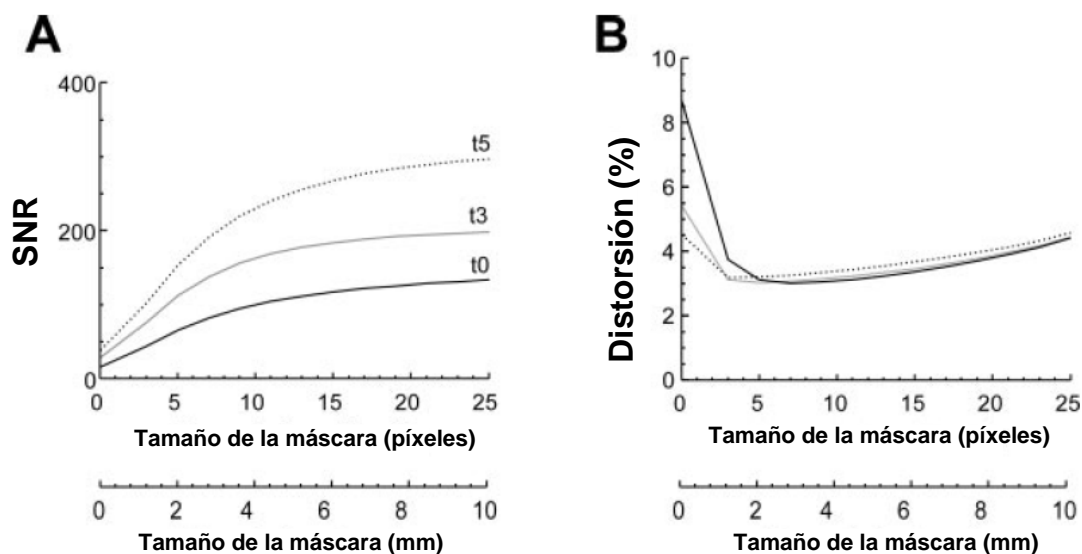 A
400
200
0
SNR
t5
t3
t0
0 5 10 15 20 25
Tamaño de la máscara (píxeles)
0 2 4 6 8 10
Tamaño de la máscara (mm)
B
10
8
6
4
2
0
Distorsión (%)
0 5 10 15 20 25
Tamaño de la máscara (píxeles)
0 2 4 6 8 10
Tamaño de la máscara (mm)